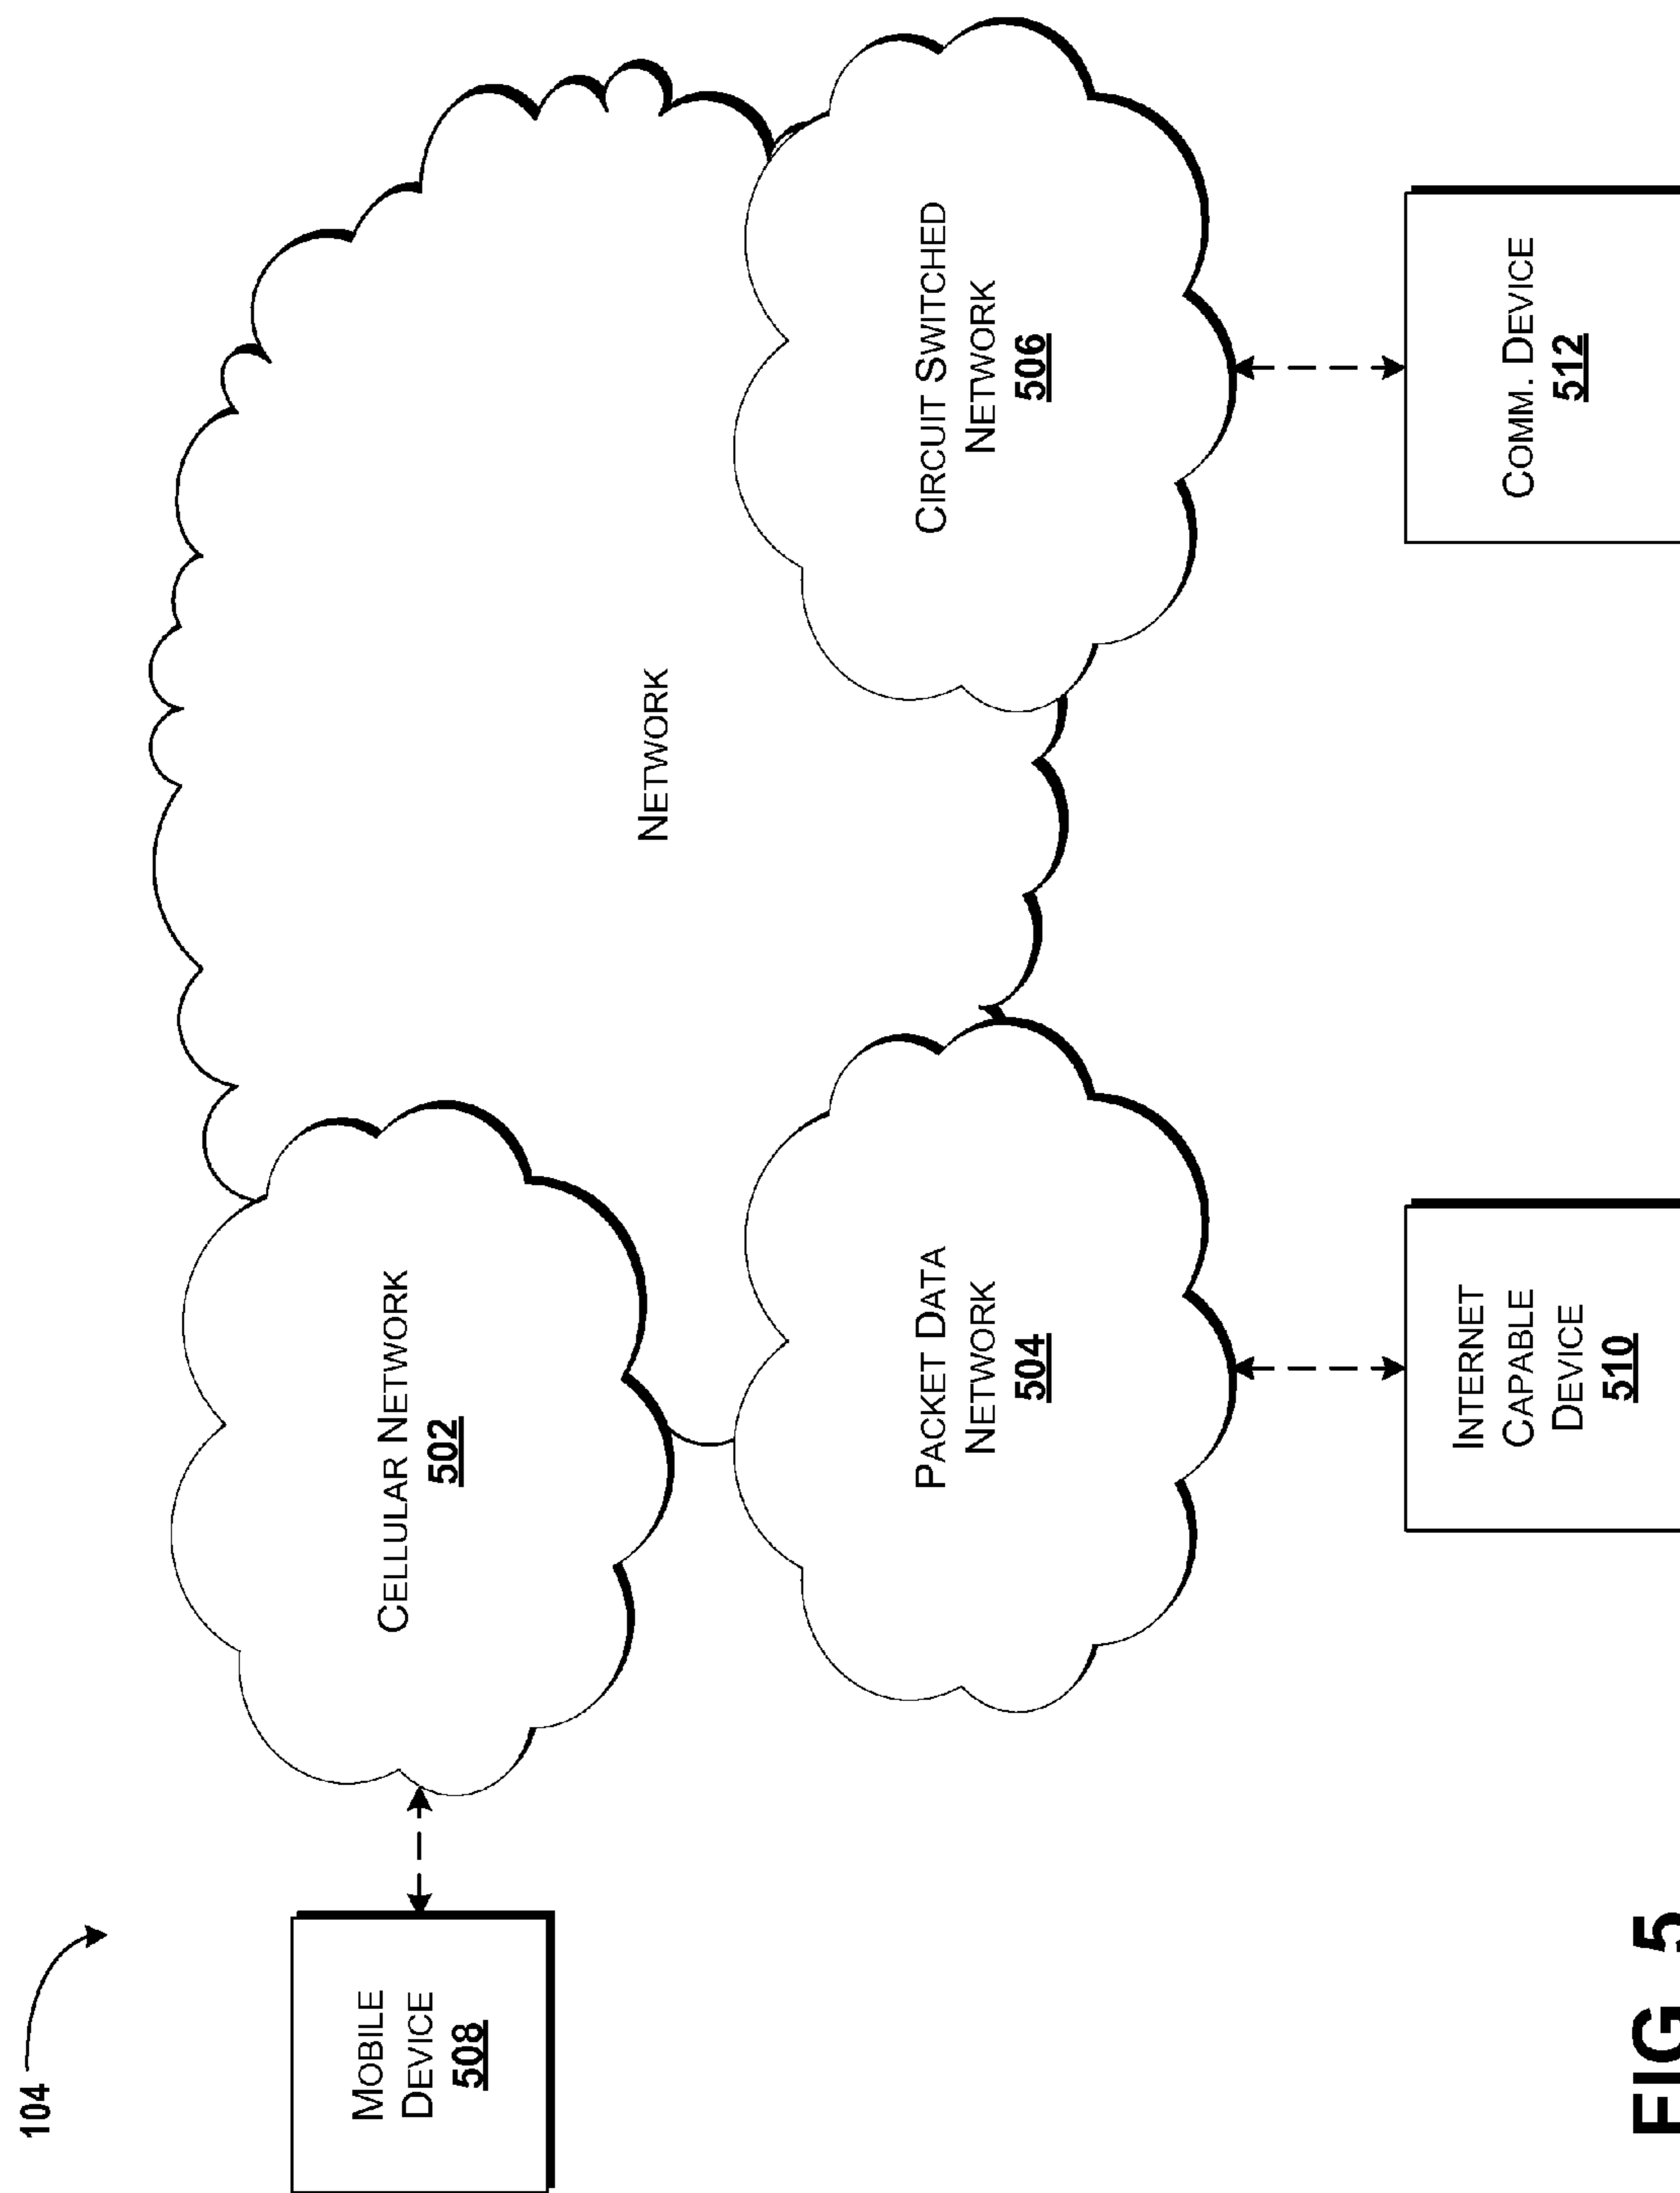 104
MOBILE
DEVICE
508
CELLULAR NETWORK
502
NETWORK
PACKET DATA
NETWORK
504
CIRCUIT SWITCHED
NETWORK
506
INTERNET
CAPABLE
DEVICE
510
COMM. DEVICE
512
FIG. 5